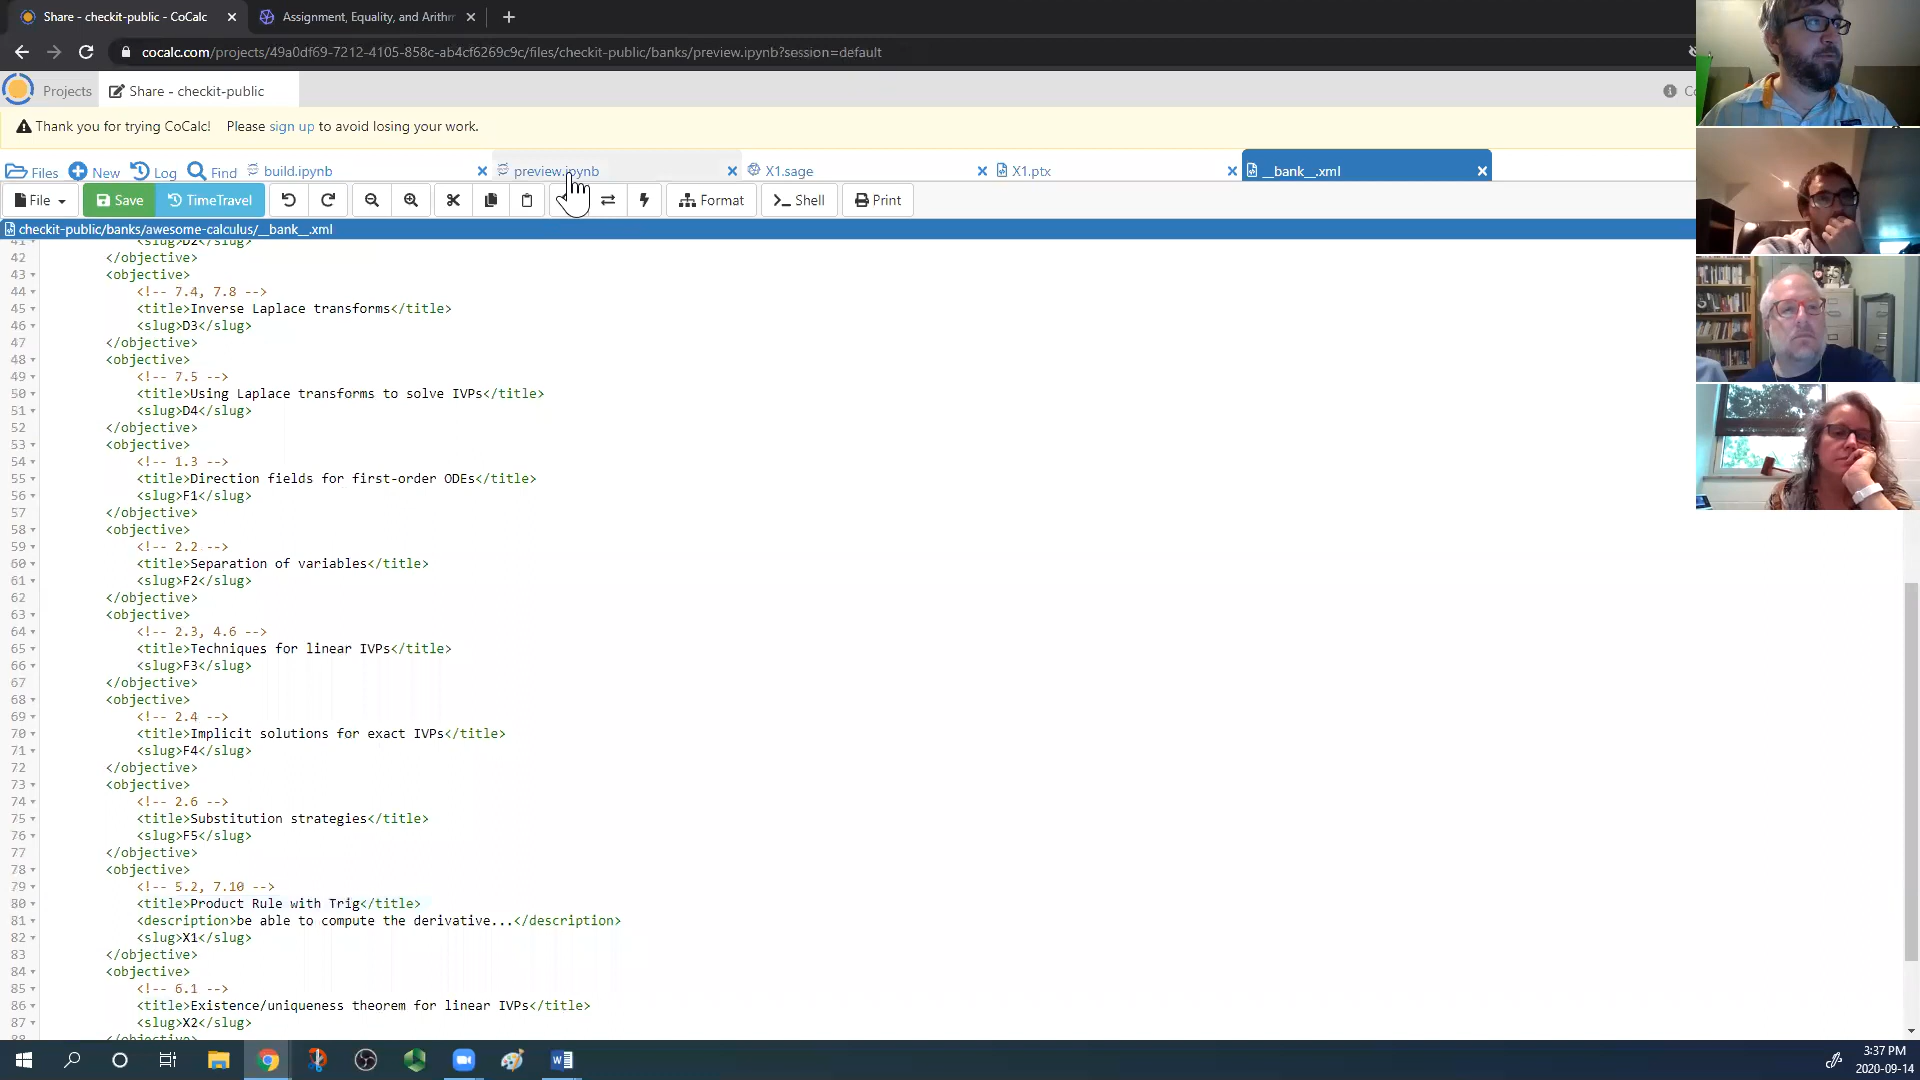 Share - checkit-public - CoCalc
Assignment, Equality, and Arithm
cocalc.com/projects/49a0df69-7212-4105-858c-ab4cf6269c9c/files/checkit-public/banks/preview.ipynb?session=default
Projects
Share - checkit-public
Thank you for trying CoCalc! Please sign up to avoid losing your work.
Files New Log Find build.ipynb preview.ipynb X1.sage X1.ptx __bank__.xml
File Save TimeTravel Format Shell Print
checkit-public/banks/awesome-calculus/__bank__.xml
41 <slug>D2</slug>
42 </objective>
43 <objective>
44 <!-- 7.4, 7.8 -->
45 <title>Inverse Laplace transforms</title>
46 <slug>D3</slug>
47 </objective>
48 <objective>
49 <!-- 7.5 -->
50 <title>Using Laplace transforms to solve IVPs</title>
51 <slug>D4</slug>
52 </objective>
53 <objective>
54 <!-- 1.3 -->
55 <title>Direction fields for first-order ODEs</title>
56 <slug>F1</slug>
57 </objective>
58 <objective>
59 <!-- 2.2 -->
60 <title>Separation of variables</title>
61 <slug>F2</slug>
62 </objective>
63 <objective>
64 <!-- 2.3, 4.6 -->
65 <title>Techniques for linear IVPs</title>
66 <slug>F3</slug>
67 </objective>
68 <objective>
69 <!-- 2.4 -->
70 <title>Implicit solutions for exact IVPs</title>
71 <slug>F4</slug>
72 </objective>
73 <objective>
74 <!-- 2.6 -->
75 <title>Substitution strategies</title>
76 <slug>F5</slug>
77 </objective>
78 <objective>
79 <!-- 5.2, 7.10 -->
80 <title>Product Rule with Trig</title>
81 <description>be able to compute the derivative...</description>
82 <slug>X1</slug>
83 </objective>
84 <objective>
85 <!-- 6.1 -->
86 <title>Existence/uniqueness theorem for linear IVPs</title>
87 <slug>X2</slug>
88 </objective>
3:37 PM
2020-09-14